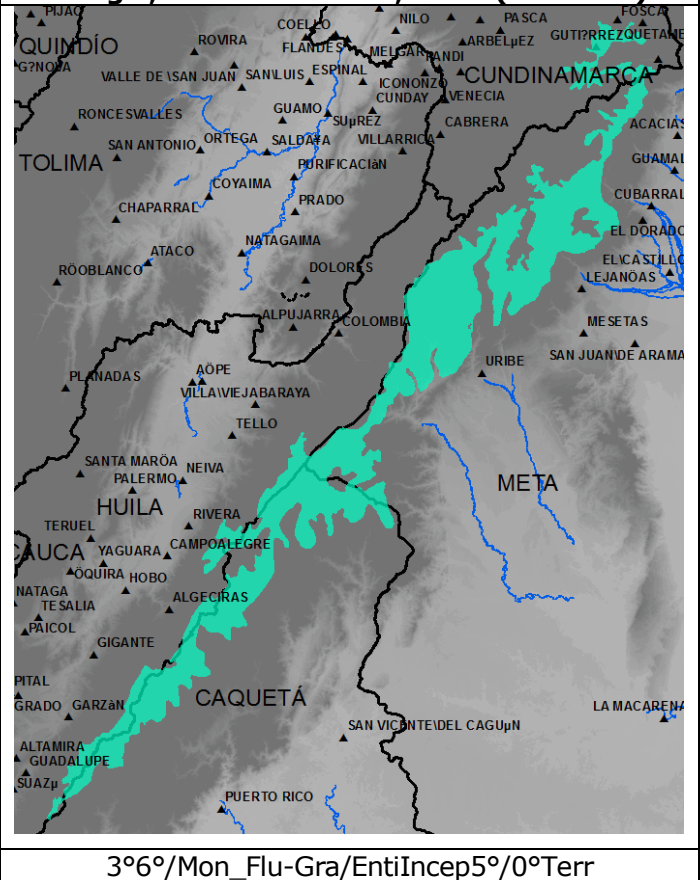 PIJAO
COELLO
NILO
PASCA
FOSCA
QUINDÍO
ROVIRA
FLANDES
MELGAR
PANDI
ARBELµEZ
GUTI?RREZ
QUETAME
G?NOVA
VALLE DE \SAN JUAN
SAN\LUIS
ESPINAL
ICONONZO
CUNDINAMARCA
CUNDAY
VENECIA
RONCESVALLES
GUAMO
SUµREZ
CABRERA
ACACIAS
SAN ANTONIO
ORTEGA
SALDA¥A
VILLARRICA
TOLIMA
PURIFICACIàN
GUAMAL
COYAIMA
CUBARRAL
CHAPARRAL
PRADO
EL DORADO
ATACO
NATAGAIMA
EL\CASTILLO
RÖOBLANCO
DOLORES
LEJANÖAS
ALPUJARRA
COLOMBIA
MESETAS
SAN JUAN\DE ARAMA
PLANADAS
AÖPE
URIBE
VILLA\VIEJA
BARAYA
TELLO
SANTA MARÖA
NEIVA
PALERMO
META
HUILA
RIVERA
TERUEL
CAUCA
YAGUARA
CAMPOALEGRE
ÖQUIRA
HOBO
NATAGA
ALGECIRAS
TESALIA
PAICOL
GIGANTE
PITAL
CAQUETÁ
GRADO
GARZàN
LA MACARENA
SAN VICENTE\DEL CAGUµN
ALTAMIRA
GUADALUPE
SUAZµ
PUERTO RICO
3°6°/Mon_Flu-Gra/EntiIncep5°/0°Terr